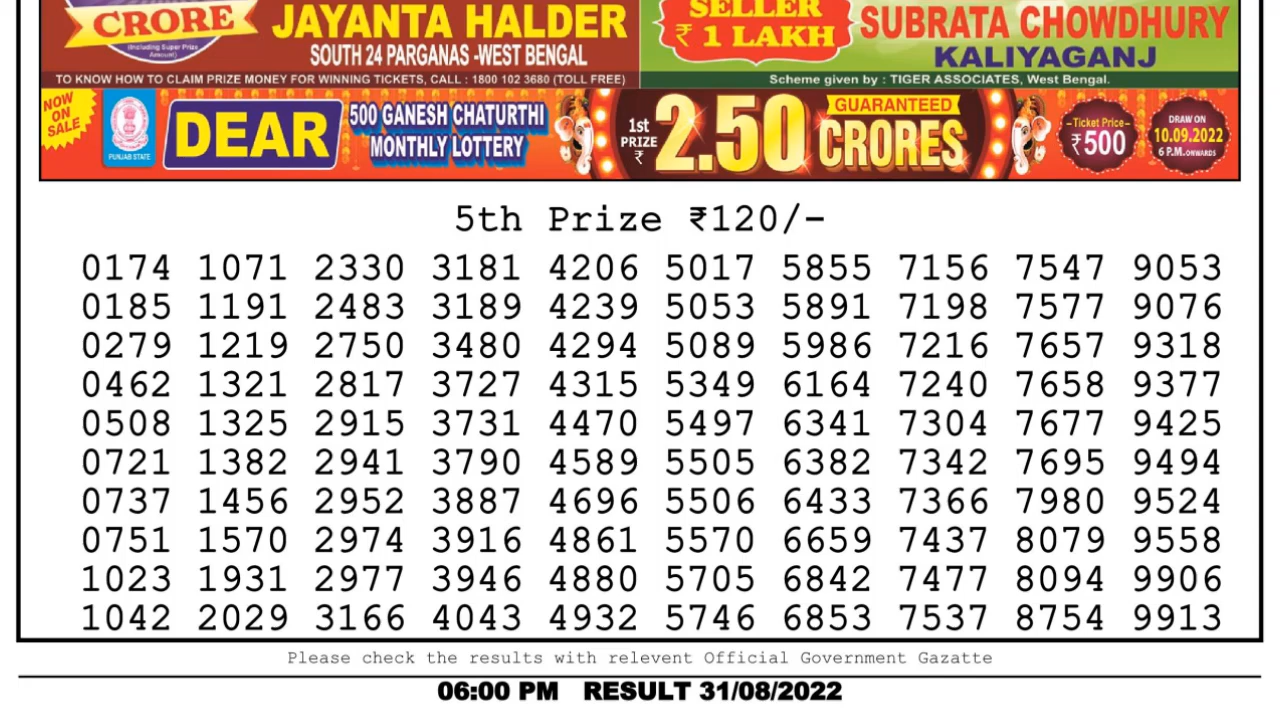 CRORE
(Including Super Prize
Amount)
JAYANTA HALDER
SOUTH 24 PARGANAS -WEST BENGAL
TO KNOW HOW TO CLAIM PRIZE MONEY FOR WINNING TICKETS, CALL : 1800 102 3680 (TOLL FREE)
SELLER
₹ 1 LAKH
SUBRATA CHOWDHURY
KALIYAGANJ
Scheme given by : TIGER ASSOCIATES, West Bengal.
NOW
ON
SALE
PUNJAB STATE
DEAR
500 GANESH CHATURTHI
MONTHLY LOTTERY
1st
PRIZE
₹
2.50
GUARANTEED
CRORES
-Ticket Price-
₹500
DRAW ON
10.09.2022
6 P.M. ONWARDS
5th Prize ₹120/-
0174 1071 2330 3181 4206 5017 5855 7156 7547 9053
0185 1191 2483 3189 4239 5053 5891 7198 7577 9076
0279 1219 2750 3480 4294 5089 5986 7216 7657 9318
0462 1321 2817 3727 4315 5349 6164 7240 7658 9377
0508 1325 2915 3731 4470 5497 6341 7304 7677 9425
0721 1382 2941 3790 4589 5505 6382 7342 7695 9494
0737 1456 2952 3887 4696 5506 6433 7366 7980 9524
0751 1570 2974 3916 4861 5570 6659 7437 8079 9558
1023 1931 2977 3946 4880 5705 6842 7477 8094 9906
1042 2029 3166 4043 4932 5746 6853 7537 8754 9913
Please check the results with relevent Official Government Gazatte
06:00 PM RESULT 31/08/2022